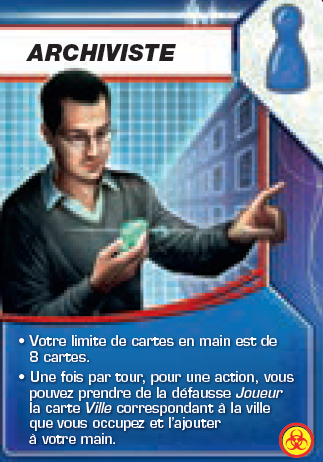 ARCHIVISTE
• Votre limite de cartes en main est de
8 cartes.
• Une fois par tour, pour une action, vous
pouvez prendre de la défausse Joueur
la carte Ville correspondant à la ville
que vous occupez et l'ajouter
à votre main.